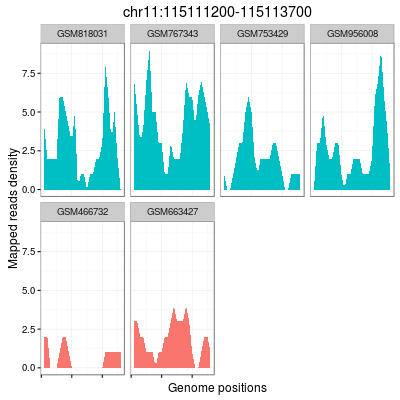 chr11:115111200-115113700
GSM818031 GSM767343 GSM753429 GSM956008
7.5
5.0
2.5
0.0
GSM466732 GSM663427
7.5
5.0
2.5
0.0
Mapped reads density
Genome positions